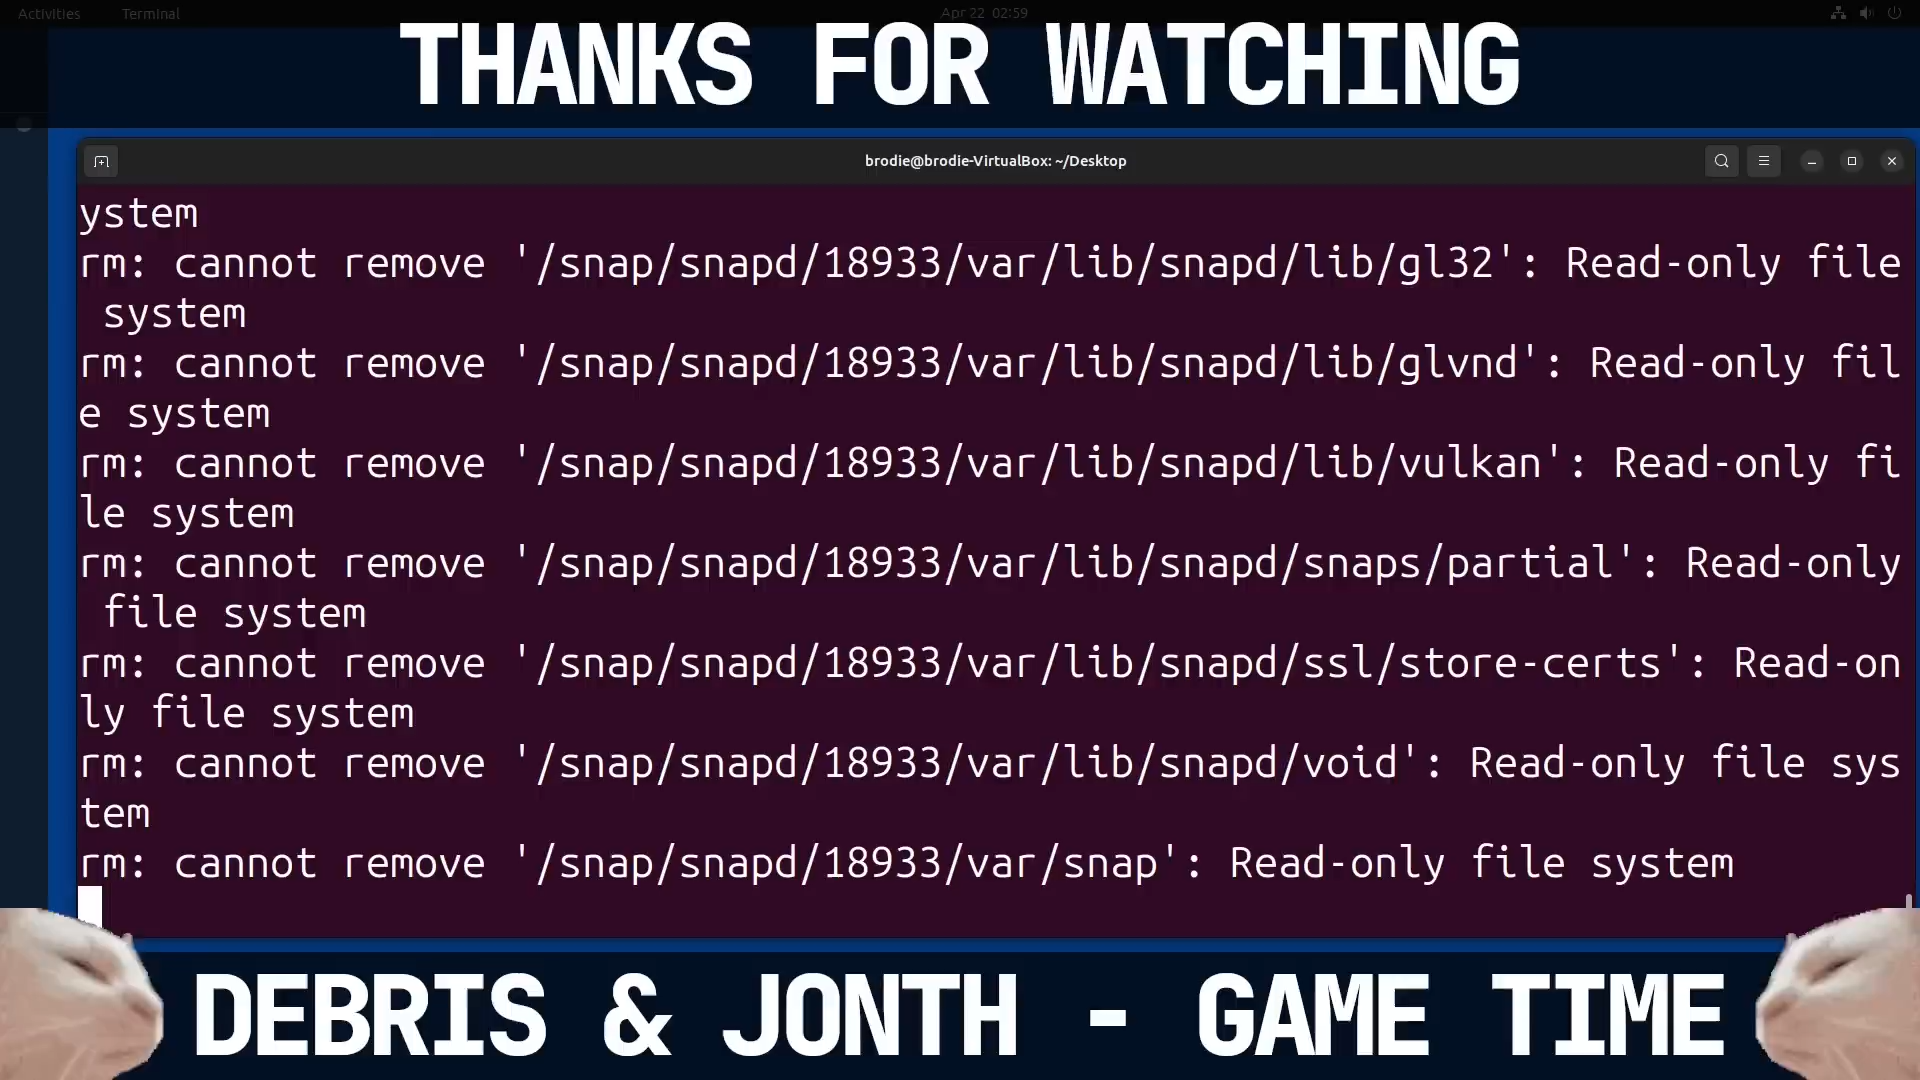 Activities Terminal Apr 22 02:59
THANKS FOR WATCHING
brodie@brodie-VirtualBox: ~/Desktop
ystem
rm: cannot remove '/snap/snapd/18933/var/lib/snapd/lib/gl32': Read-only file
 system
rm: cannot remove '/snap/snapd/18933/var/lib/snapd/lib/glvnd': Read-only fil
e system
rm: cannot remove '/snap/snapd/18933/var/lib/snapd/lib/vulkan': Read-only fi
le system
rm: cannot remove '/snap/snapd/18933/var/lib/snapd/snaps/partial': Read-only
 file system
rm: cannot remove '/snap/snapd/18933/var/lib/snapd/ssl/store-certs': Read-on
ly file system
rm: cannot remove '/snap/snapd/18933/var/lib/snapd/void': Read-only file sys
tem
rm: cannot remove '/snap/snapd/18933/var/snap': Read-only file system
DEBRIS & JONTH - GAME TIME